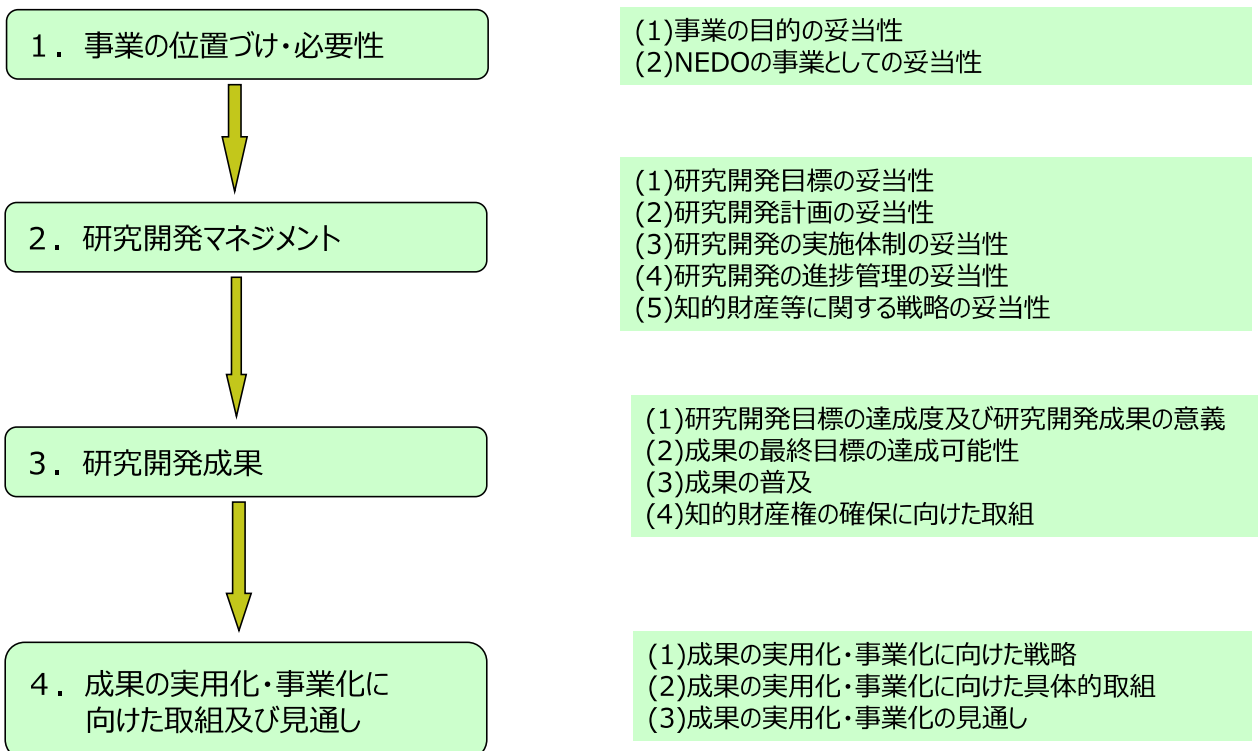 1．事業の位置づけ・必要性
(1)事業の目的の妥当性
(2)NEDOの事業としての妥当性
2．研究開発マネジメント
(1)研究開発目標の妥当性
(2)研究開発計画の妥当性
(3)研究開発の実施体制の妥当性
(4)研究開発の進捗管理の妥当性
(5)知的財産等に関する戦略の妥当性
3．研究開発成果
(1)研究開発目標の達成度及び研究開発成果の意義
(2)成果の最終目標の達成可能性
(3)成果の普及
(4)知的財産権の確保に向けた取組
4．成果の実用化・事業化に
向けた取組及び見通し
(1)成果の実用化・事業化に向けた戦略
(2)成果の実用化・事業化に向けた具体的取組
(3)成果の実用化・事業化の見通し